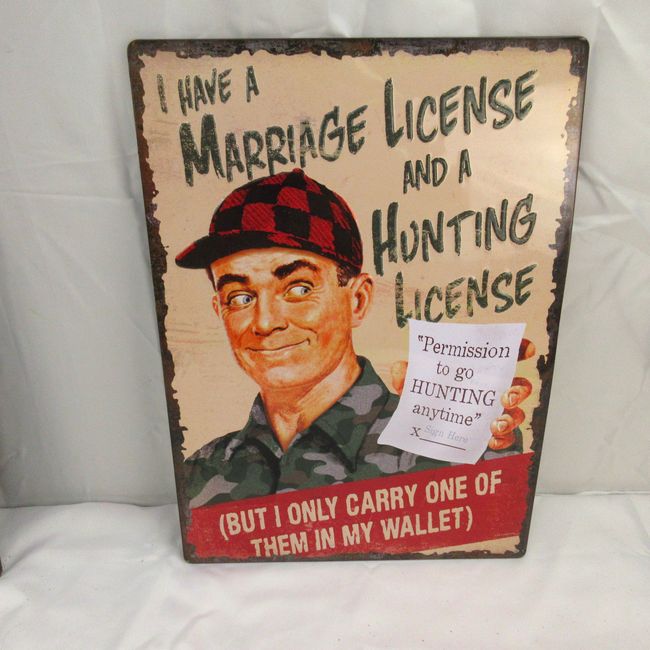 I HAVE A
MARRIAGE LICENSE
AND A
HUNTING
LICENSE
"Permission
to go
HUNTING
anytime"
X Sign Here
(BUT I ONLY CARRY ONE OF
THEM IN MY WALLET)